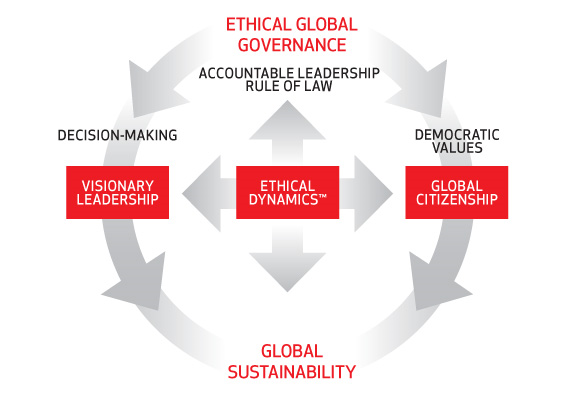 ETHICAL GLOBAL
GOVERNANCE
ACCOUNTABLE LEADERSHIP
RULE OF LAW
DECISION-MAKING
DEMOCRATIC
VALUES
VISIONARY
LEADERSHIP
ETHICAL
DYNAMICS™
GLOBAL
CITIZENSHIP
GLOBAL
SUSTAINABILITY